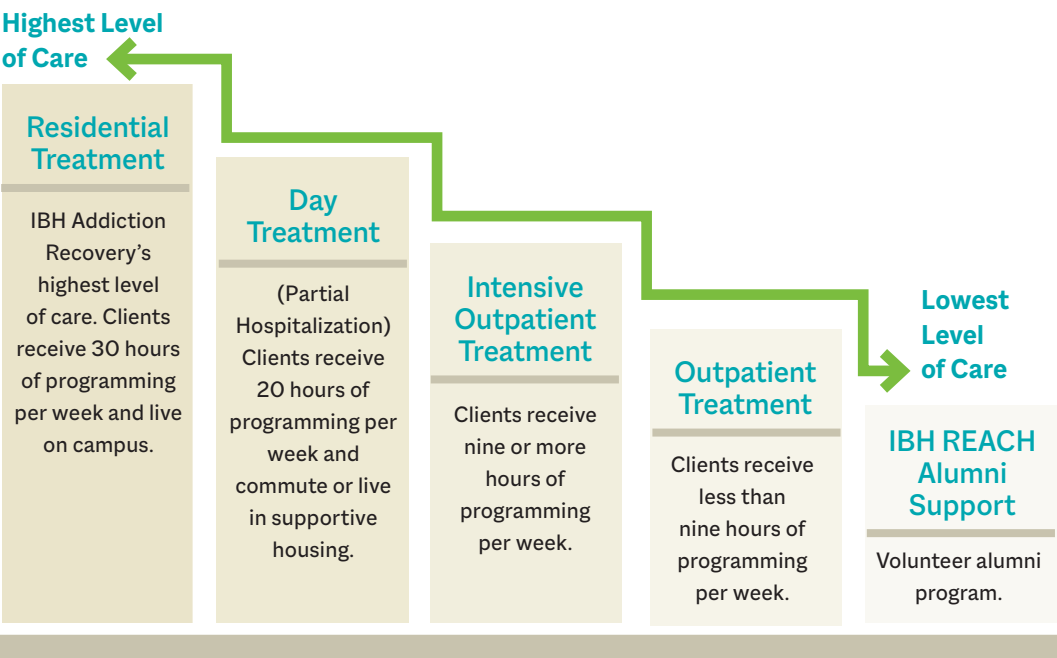 Highest Level
of Care
Residential
Treatment
IBH Addiction
Recovery’s
highest level
of care. Clients
receive 30 hours
of programming
per week and live
on campus.
Day
Treatment
(Partial
Hospitalization)
Clients receive
20 hours of
programming per
week and
commute or live
in supportive
housing.
Intensive
Outpatient
Treatment
Clients receive
nine or more
hours of
programming
per week.
Outpatient
Treatment
Clients receive
less than
nine hours of
programming
per week.
Lowest
Level
of Care
IBH REACH
Alumni
Support
Volunteer alumni
program.